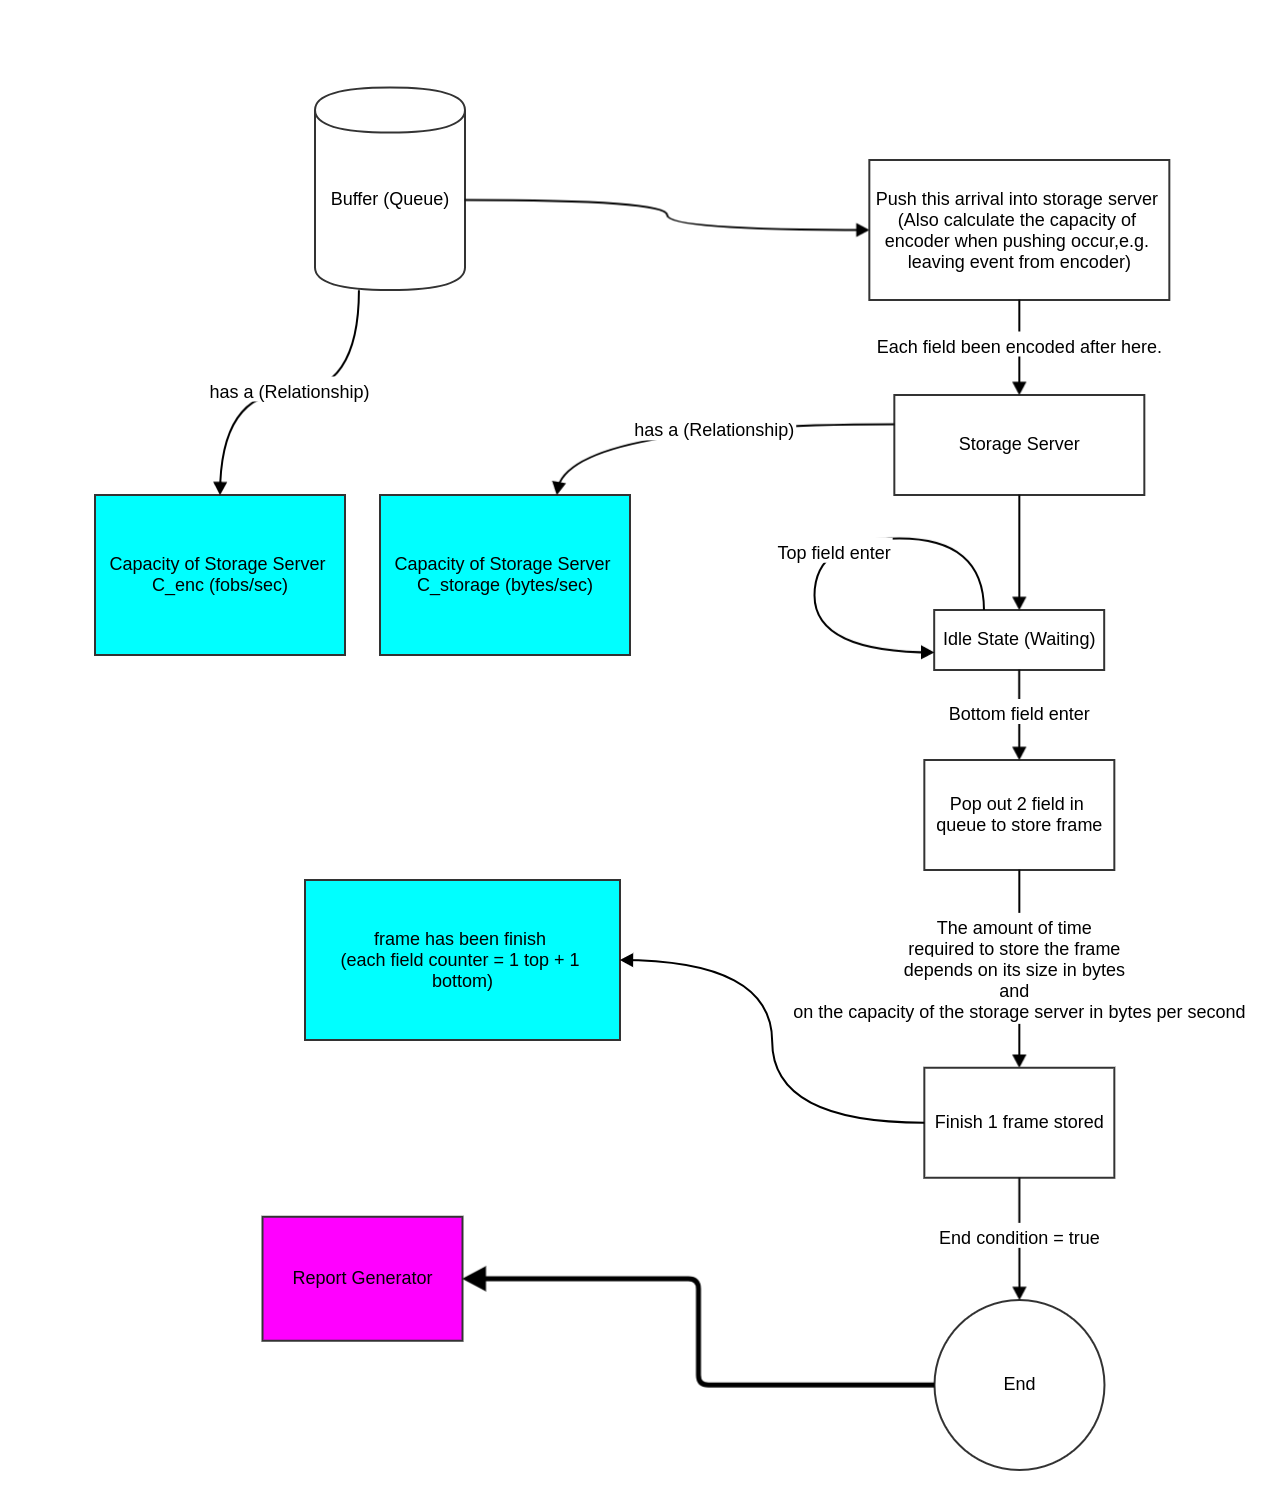 Buffer (Queue)
Push this arrival into storage server
(Also calculate the capacity of
encoder when pushing occur,e.g.
leaving event from encoder)
Each field been encoded after here.
has a (Relationship)
has a (Relationship)
Storage Server
Capacity of Storage Server
C_enc (fobs/sec)
Capacity of Storage Server
C_storage (bytes/sec)
Top field enter
Idle State (Waiting)
Bottom field enter
Pop out 2 field in
queue to store frame
The amount of time
required to store the frame
depends on its size in bytes
and
on the capacity of the storage server in bytes per second
frame has been finish
(each field counter = 1 top + 1
bottom)
Finish 1 frame stored
End condition = true
Report Generator
End